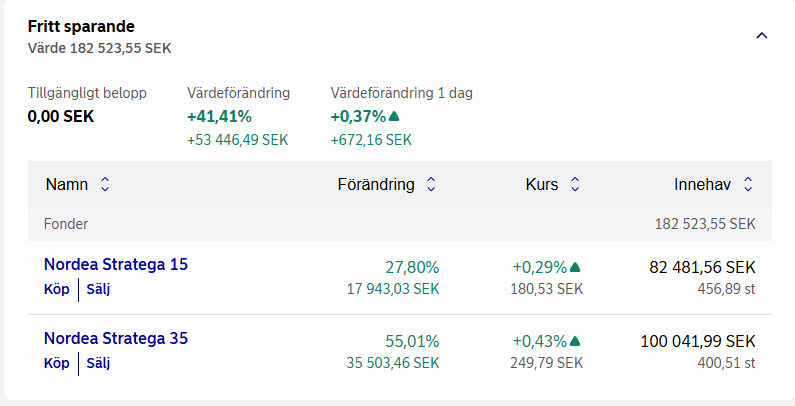 Fritt sparande
Värde 182 523,55 SEK
Tillgängligt belopp Värdeförändring Värdeförändring 1 dag
0,00 SEK +41,41% +0,37%
+53 446,49 SEK +672,16 SEK
Namn Förändring Kurs Innehav
Fonder 182 523,55 SEK
Nordea Stratega 15 27,80% +0,29% 82 481,56 SEK
Köp Sälj 17 943,03 SEK 180,53 SEK 456,89 st
Nordea Stratega 35 55,01% +0,43% 100 041,99 SEK
Köp Sälj 35 503,46 SEK 249,79 SEK 400,51 st